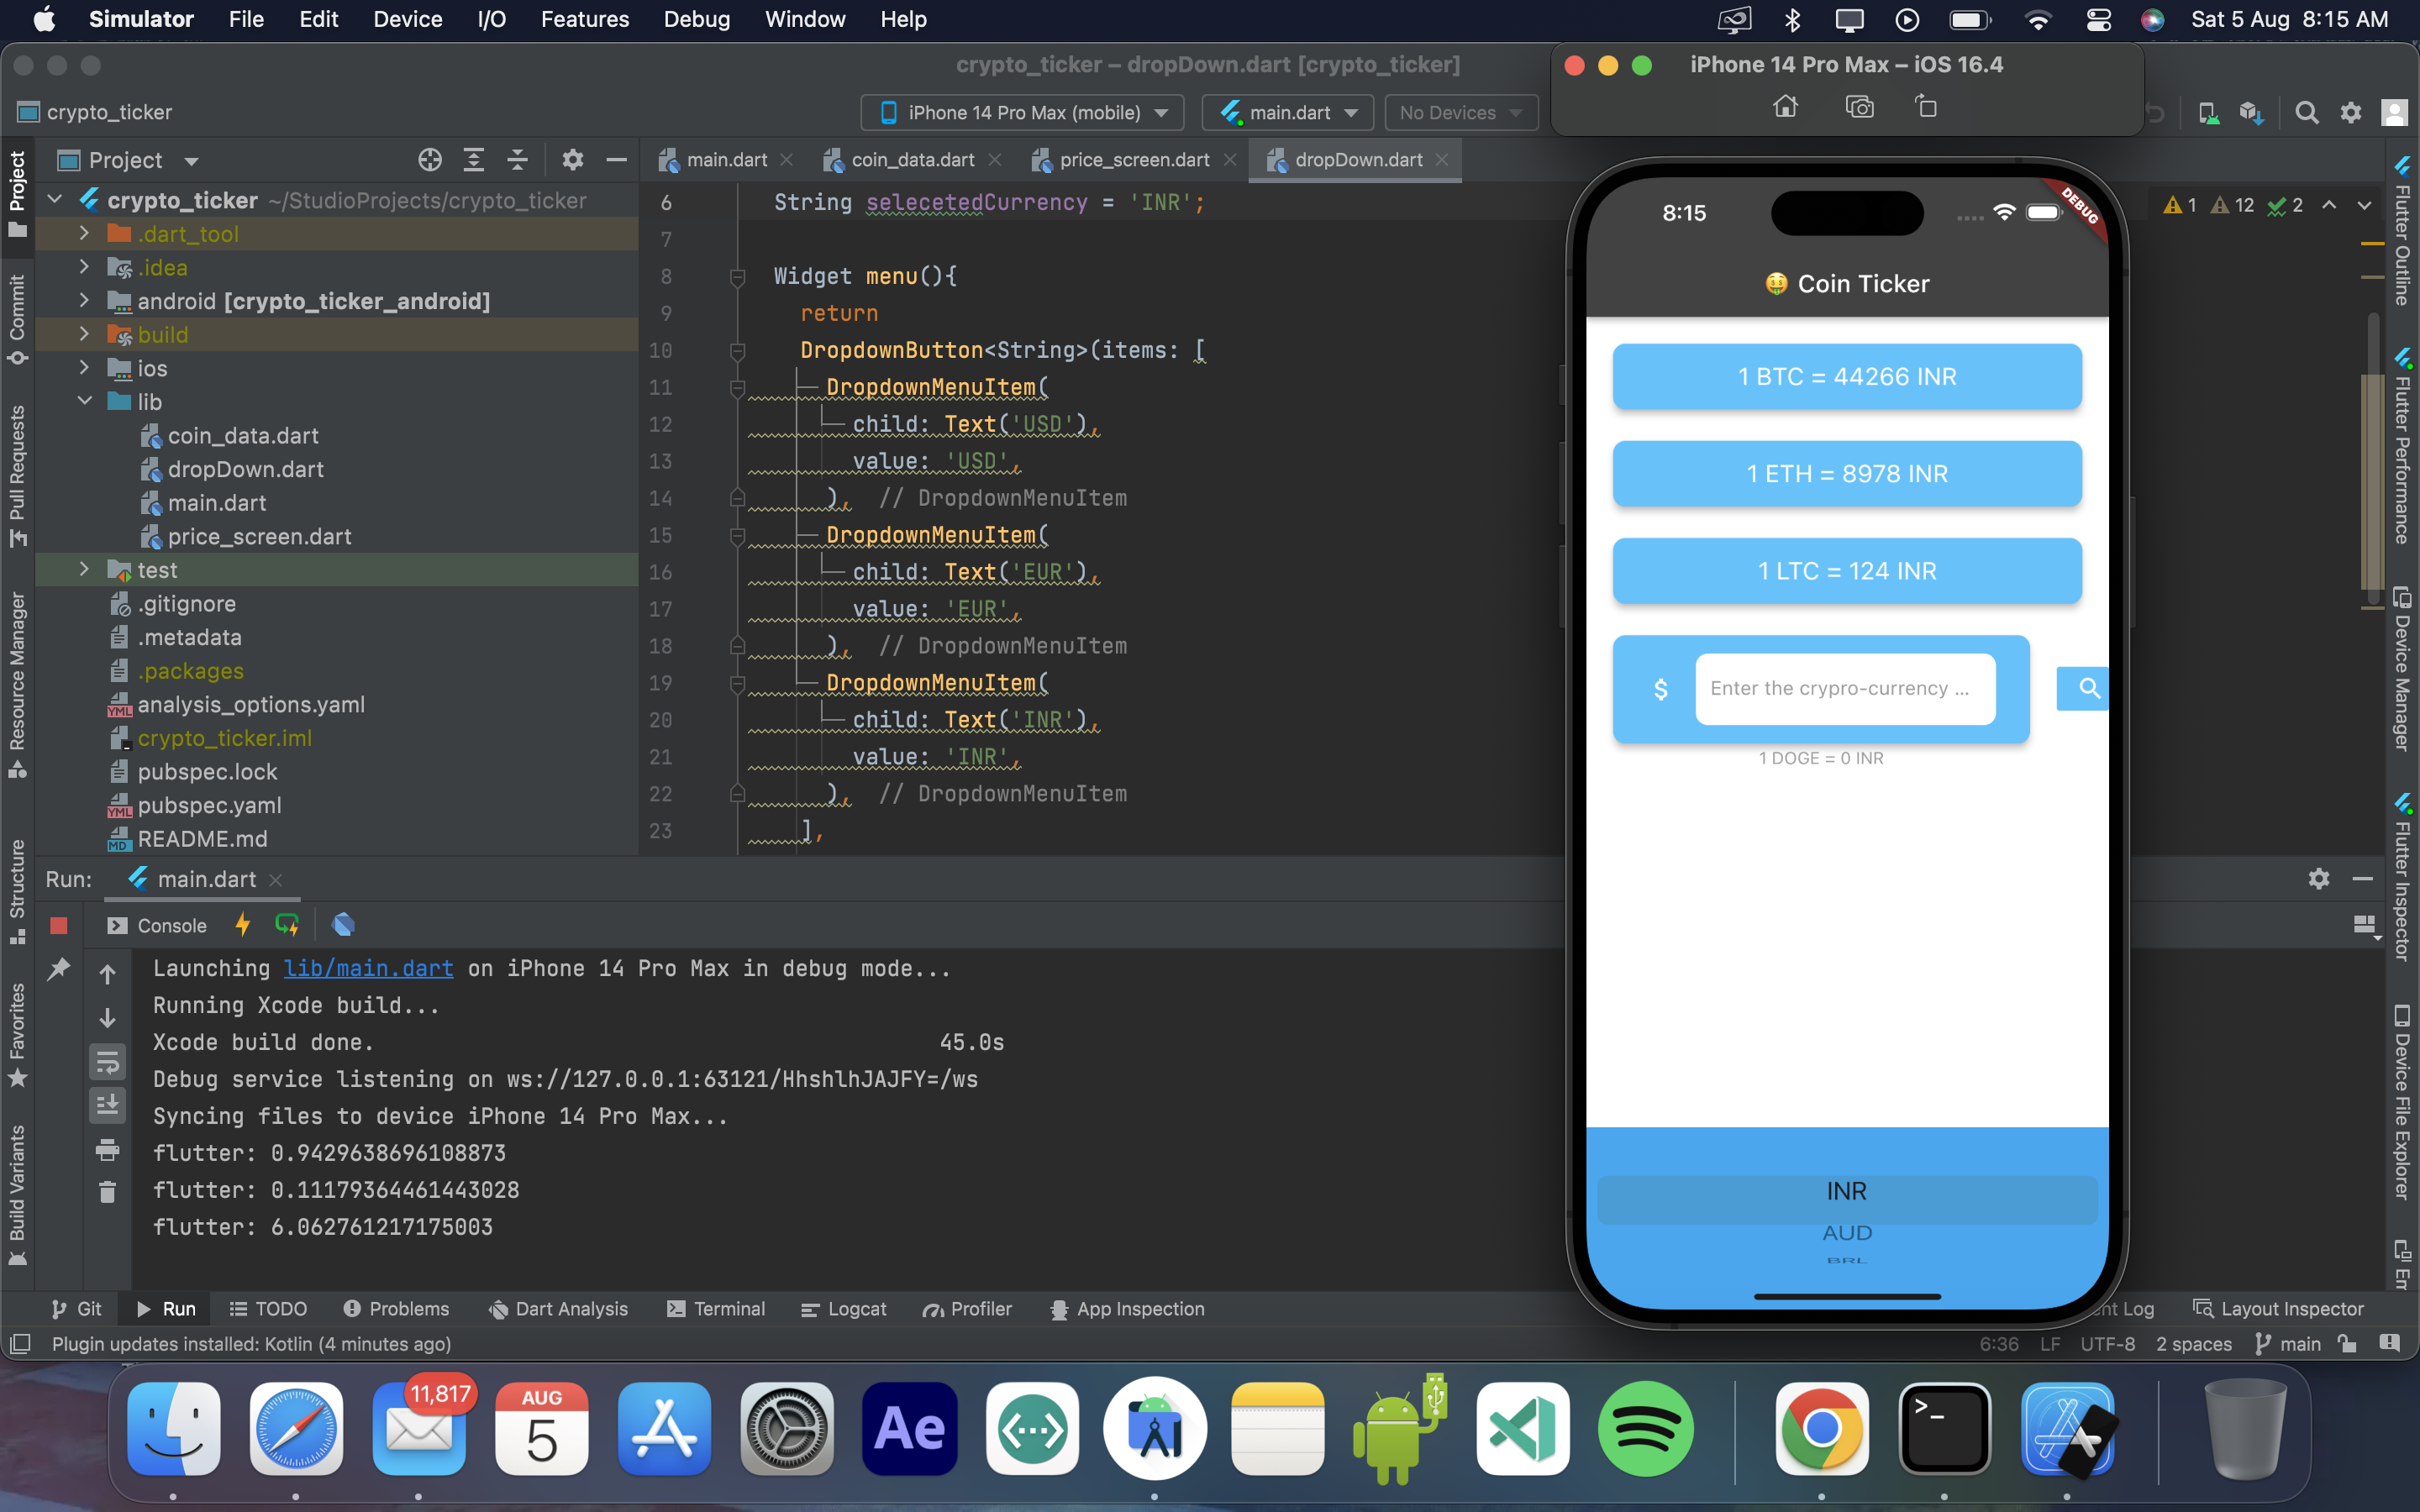 Simulator File Edit Device I/O Features Debug Window Help Sat 5 Aug 8:15 AM
crypto_ticker – dropDown.dart [crypto_ticker]
iPhone 14 Pro Max – iOS 16.4
crypto_ticker iPhone 14 Pro Max (mobile) main.dart No Devices
Project
main.dart coin_data.dart price_screen.dart dropDown.dart
crypto_ticker ~/StudioProjects/crypto_ticker
.dart_tool
.idea
android [crypto_ticker_android]
build
ios
lib
coin_data.dart
dropDown.dart
main.dart
price_screen.dart
test
.gitignore
.metadata
.packages
analysis_options.yaml
crypto_ticker.iml
pubspec.lock
pubspec.yaml
README.md
6 String selecetedCurrency = 'INR';
7
8 Widget menu(){
9 return
10 DropdownButton<String>(items: [
11 DropdownMenuItem(
12 child: Text('USD'),
13 value: 'USD',
14 ), // DropdownMenuItem
15 DropdownMenuItem(
16 child: Text('EUR'),
17 value: 'EUR',
18 ), // DropdownMenuItem
19 DropdownMenuItem(
20 child: Text('INR'),
21 value: 'INR',
22 ), // DropdownMenuItem
23 ],
1 12 2
8:15
DEBUG
🤑 Coin Ticker
1 BTC = 44266 INR
1 ETH = 8978 INR
1 LTC = 124 INR
$ Enter the crypro-currency ...
1 DOGE = 0 INR
INR
AUD
BRL
Project
Commit
Pull Requests
Resource Manager
Structure
Favorites
Build Variants
Flutter Outline
Flutter Performance
Device Manager
Flutter Inspector
Device File Explorer
Em
Run: main.dart
Console
Launching lib/main.dart on iPhone 14 Pro Max in debug mode...
Running Xcode build...
Xcode build done. 45.0s
Debug service listening on ws://127.0.0.1:63121/HhshlhJAJFY=/ws
Syncing files to device iPhone 14 Pro Max...
flutter: 0.9429638696108873
flutter: 0.11179364461443028
flutter: 6.062761217175003
Git Run TODO Problems Dart Analysis Terminal Logcat Profiler App Inspection nt Log Layout Inspector
Plugin updates installed: Kotlin (4 minutes ago) 6:36 LF UTF-8 2 spaces main
11,817
AUG
5
Ae